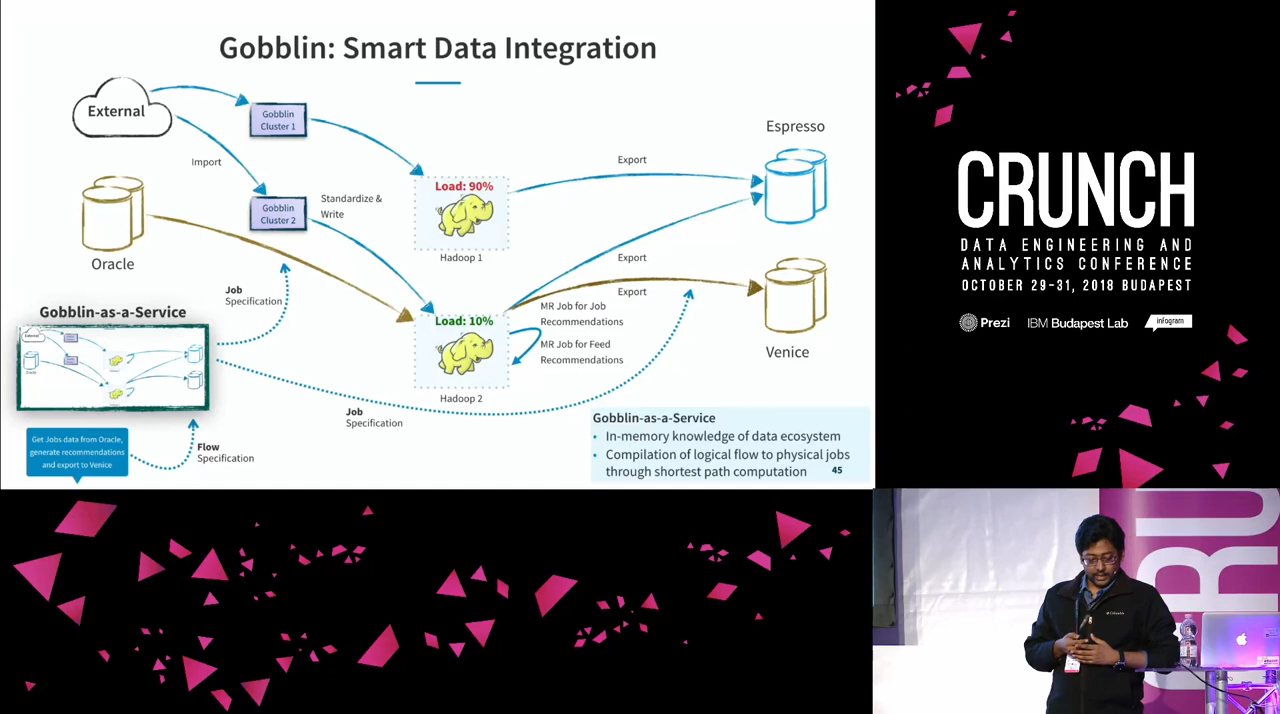 Gobblin: Smart Data Integration
External
Gobblin
Cluster 1
Import
Gobblin
Cluster 2
Standardize &
Write
Oracle
Load: 90%
Hadoop 1
Export
Espresso
Export
Export
Venice
Load: 10%
Hadoop 2
MR Job for Job
Recommendations
MR Job for Feed
Recommendations
Job
Specification
Gobblin-as-a-Service
External
Oracle
Get Jobs data from Oracle,
generate recommendations
and export to Venice
Flow
Specification
Job
Specification
Gobblin-as-a-Service
• In-memory knowledge of data ecosystem
• Compilation of logical flow to physical jobs
through shortest path computation
45
CRUNCH
DATA ENGINEERING AND
ANALYTICS CONFERENCE
OCTOBER 29-31, 2018 BUDAPEST
Prezi
IBM Budapest Lab
infogram
RU
Columbia